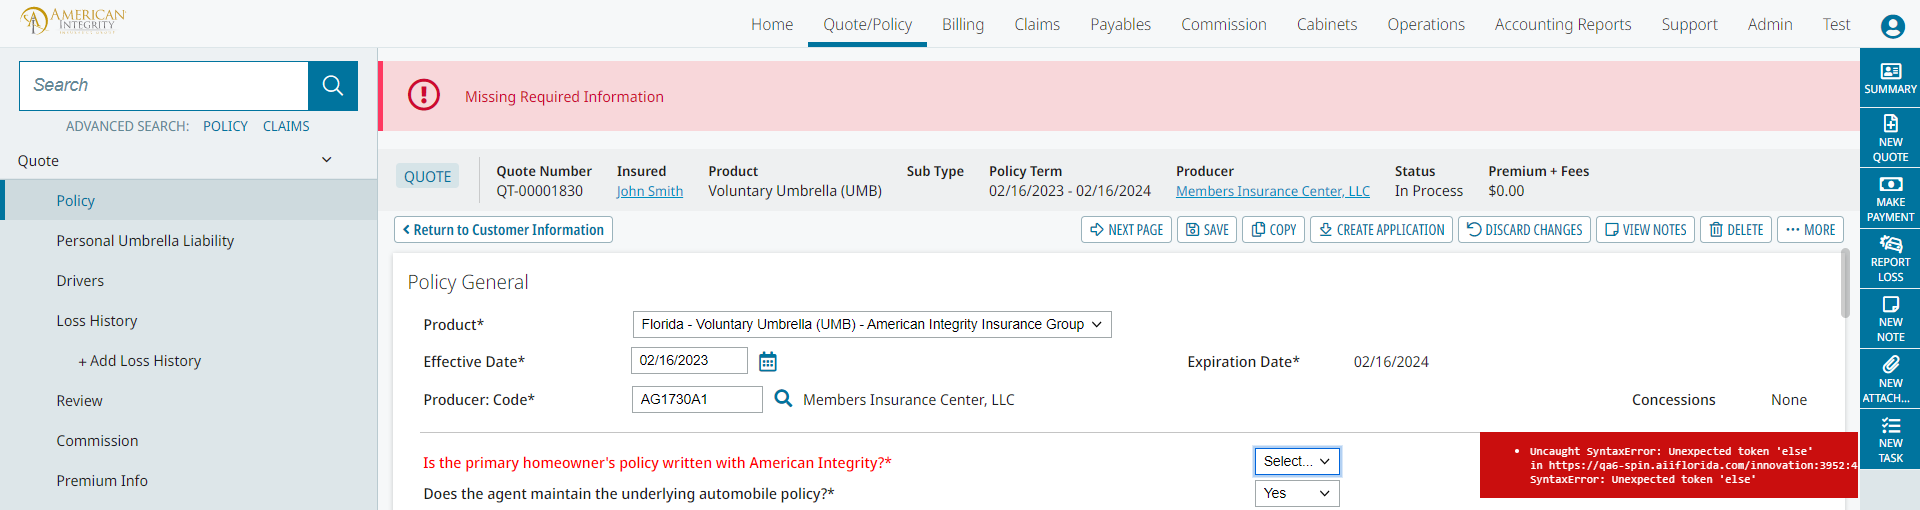 AMERICAN
INTEGRITY
INSURANCE GROUP
Home
Quote/Policy
Billing
Claims
Payables
Commission
Cabinets
Operations
Accounting Reports
Support
Admin
Test
Search
ADVANCED SEARCH: POLICY CLAIMS
Quote
Policy
Personal Umbrella Liability
Drivers
Loss History
+ Add Loss History
Review
Commission
Premium Info
Missing Required Information
QUOTE
Quote Number
QT-00001830
Insured
John Smith
Product
Voluntary Umbrella (UMB)
Sub Type
Policy Term
02/16/2023 - 02/16/2024
Producer
Members Insurance Center, LLC
Status
In Process
Premium + Fees
$0.00
Return to Customer Information
NEXT PAGE
SAVE
COPY
CREATE APPLICATION
DISCARD CHANGES
VIEW NOTES
DELETE
MORE
Policy General
Product*
Florida - Voluntary Umbrella (UMB) - American Integrity Insurance Group
Effective Date*
02/16/2023
Expiration Date*
02/16/2024
Producer: Code*
AG1730A1
Members Insurance Center, LLC
Concessions
None
Is the primary homeowner's policy written with American Integrity?*
Select...
Does the agent maintain the underlying automobile policy?*
Yes
• Uncaught SyntaxError: Unexpected token 'else'
in https://qa6-spin.aiiflorida.com/innovation:3952:4
SyntaxError: Unexpected token 'else'
SUMMARY
NEW
QUOTE
MAKE
PAYMENT
REPORT
LOSS
NEW
NOTE
NEW
ATTACH...
NEW
TASK